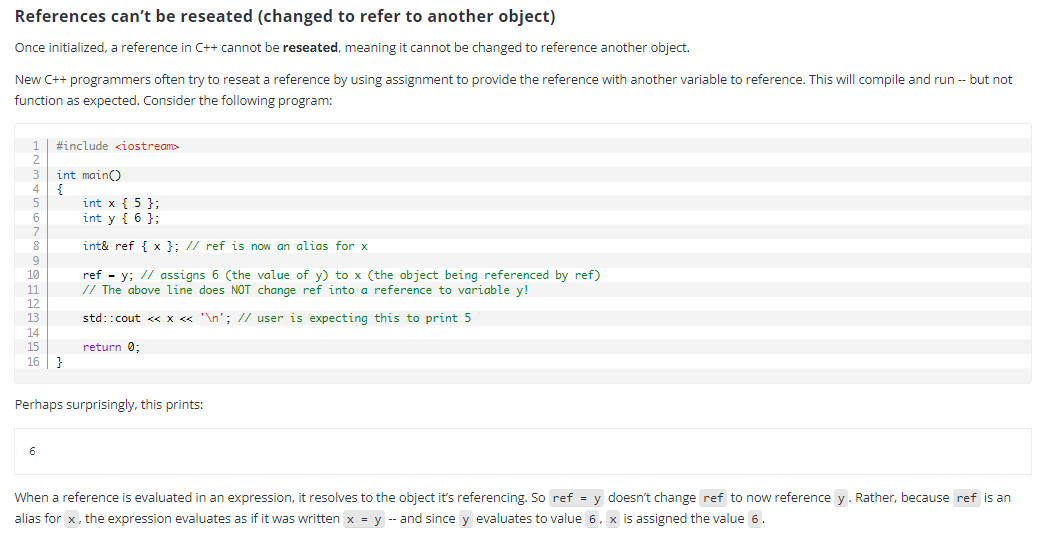 References can’t be reseated (changed to refer to another object)
Once initialized, a reference in C++ cannot be reseated, meaning it cannot be changed to reference another object.
New C++ programmers often try to reseat a reference by using assignment to provide the reference with another variable to reference. This will compile and run -- but not
function as expected. Consider the following program:
1 #include <iostream>
2
3 int main()
4 {
5     int x { 5 };
6     int y { 6 };
7
8     int& ref { x }; // ref is now an alias for x
9
10     ref = y; // assigns 6 (the value of y) to x (the object being referenced by ref)
11     // The above line does NOT change ref into a reference to variable y!
12
13     std::cout << x << '\n'; // user is expecting this to print 5
14
15     return 0;
16 }
Perhaps surprisingly, this prints:
6
When a reference is evaluated in an expression, it resolves to the object it’s referencing. So ref = y doesn’t change ref to now reference y. Rather, because ref is an
alias for x, the expression evaluates as if it was written x = y -- and since y evaluates to value 6, x is assigned the value 6.